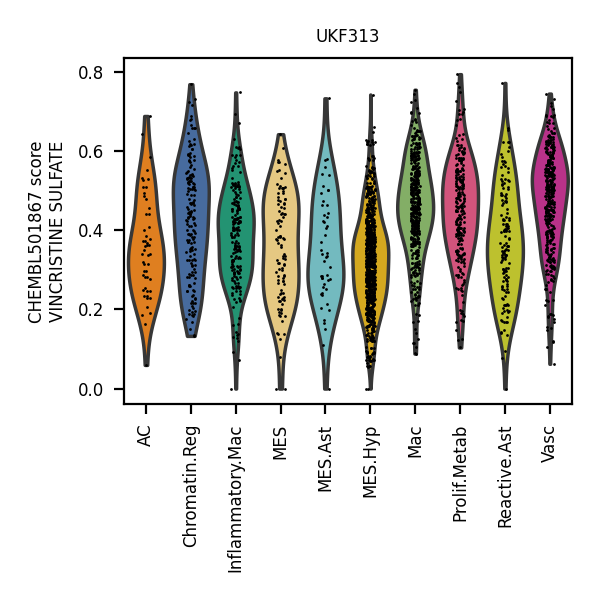 UKF313
CHEMBL501867 score
VINCRISTINE SULFATE
0.8
0.6
0.4
0.2
0.0
AC
Chromatin.Reg
Inflammatory.Mac
MES
MES.Ast
MES.Hyp
Mac
Prolif.Metab
Reactive.Ast
Vasc